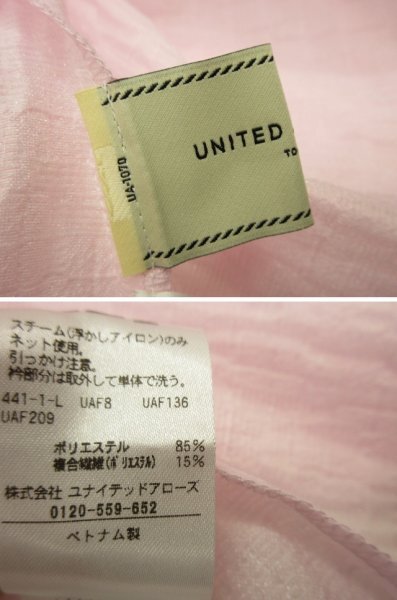 UNITED
TO
UA-1070
スチーム(浮かしアイロン)のみ
ネット使用。
引っかけ注意。
衿部分は取外して単体で洗う。
441-1-L UAF8 UAF136
UAF209
ポリエステル 85%
複合繊維(ポリエステル) 15%
株式会社 ユナイテッドアローズ
0120-559-652
ベトナム製